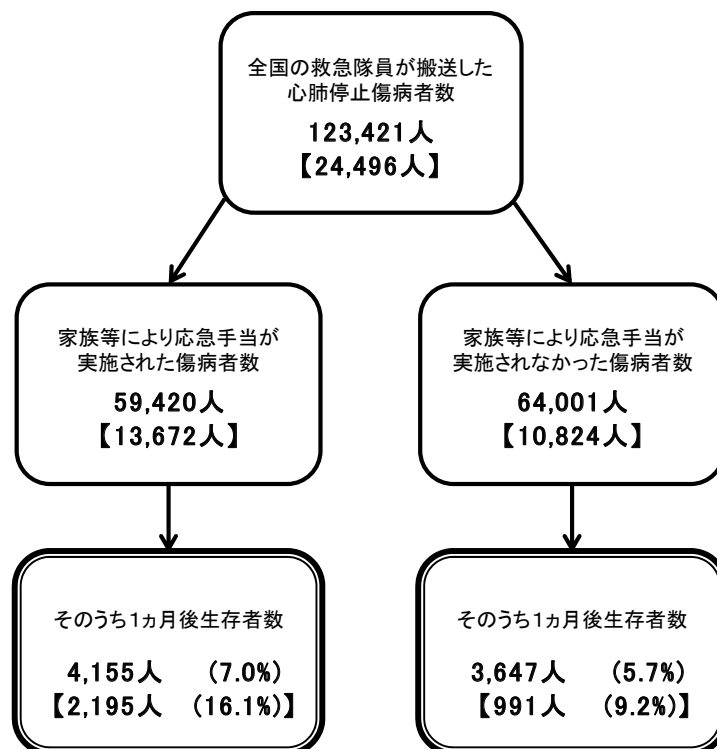 全国の救急隊員が搬送した
心肺停止傷病者数
123,421人
【24,496人】
家族等により応急手当が
実施された傷病者数
59,420人
【13,672人】
家族等により応急手当が
実施されなかった傷病者数
64,001人
【10,824人】
そのうち1ヵ月後生存者数
4,155人 (7.0%)
【2,195人 (16.1%)】
そのうち1ヵ月後生存者数
3,647人 (5.7%)
【991人 (9.2%)】